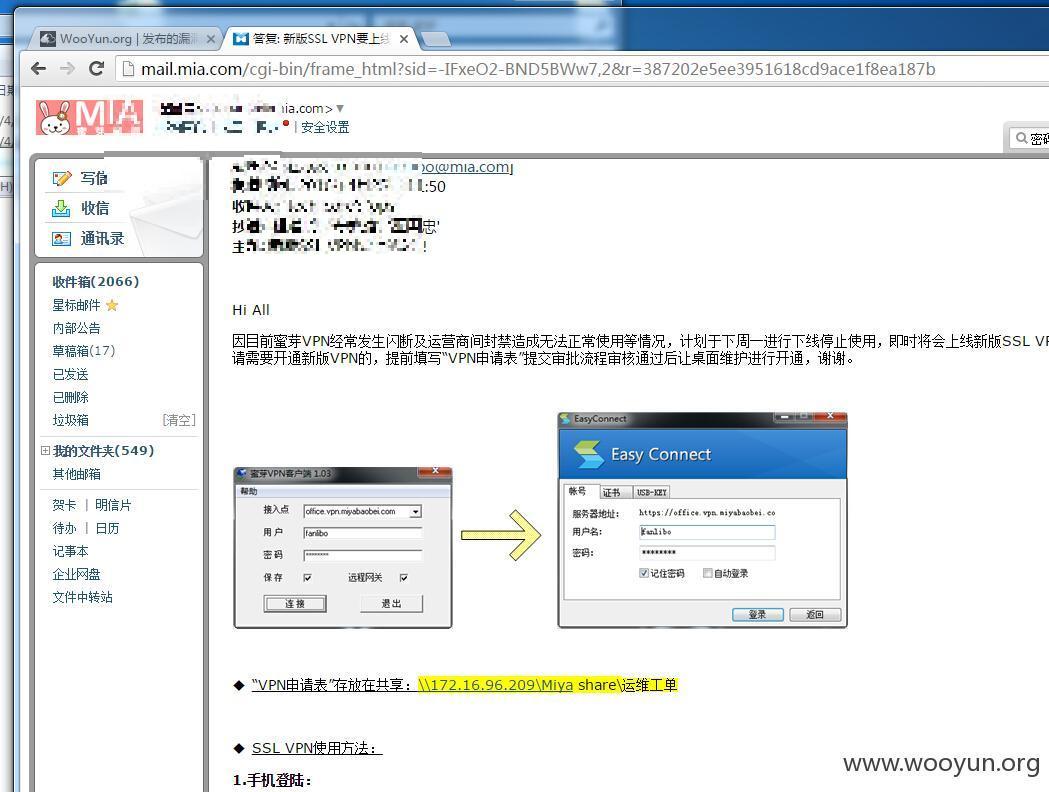 WooYun.org | 发布的漏
答复: 新版SSL VPN要上线
mail.mia.com/cgi-bin/frame_html?sid=-IFxeO2-BND5BWw7,2&r=387202e5ee3951618cd9ace1f8ea187b
MIA
ia.com>
| 安全设置
密码
写信
收信
通讯录
收件箱(2066)
星标邮件
内部公告
草稿箱(17)
已发送
已删除
垃圾箱 [清空]
我的文件夹(549)
其他邮箱
贺卡 | 明信片
待办 | 日历
记事本
企业网盘
文件中转站
bo@mia.com]
:50
收
抄 忠'
主 !
Hi All
因目前蜜芽VPN经常发生闪断及运营商间封禁造成无法正常使用等情况，计划于下周一进行下线停止使用，即时将会上线新版SSL VP
请需要开通新版VPN的，提前填写“VPN申请表”提交审批流程审核通过后让桌面维护进行开通，谢谢。
蜜芽VPN客户端 1.03
帮助
接入点 office.vpn.miyabaobei.com
用户 fanlibo
密码 ********
保存 远程网关
连接 退出
EasyConnect
Easy Connect
帐号 证书 USB-KEY
服务器地址: https://office.vpn.miyabaobei.co
用户名: fanlibo
密码: ********
记住密码 自动登录
登录 返回
◆ “VPN申请表”存放在共享：\\172.16.96.209\Miya share\运维工单
◆ SSL VPN使用方法：
1.手机登陆：
www.wooyun.org